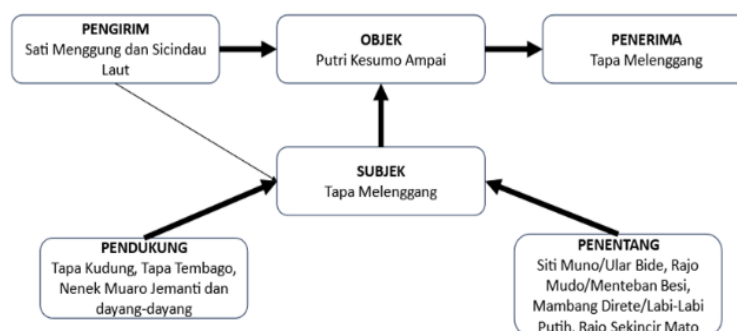 PENGIRIM
Sati Menggung dan Sicindau
Laut
OBJEK
Putri Kesumo Ampai
PENERIMA
Tapa Melenggang
SUBJEK
Tapa Melenggang
PENDUKUNG
Tapa Kudung, Tapa Tembago,
Nenek Muaro Jemanti dan
dayang-dayang
PENENTANG
Siti Muno/Ular Bide, Rajo
Mudo/Menteban Besi,
Mambang Direte/Labi-Labi
Putih, Rajo Sekincir Mato